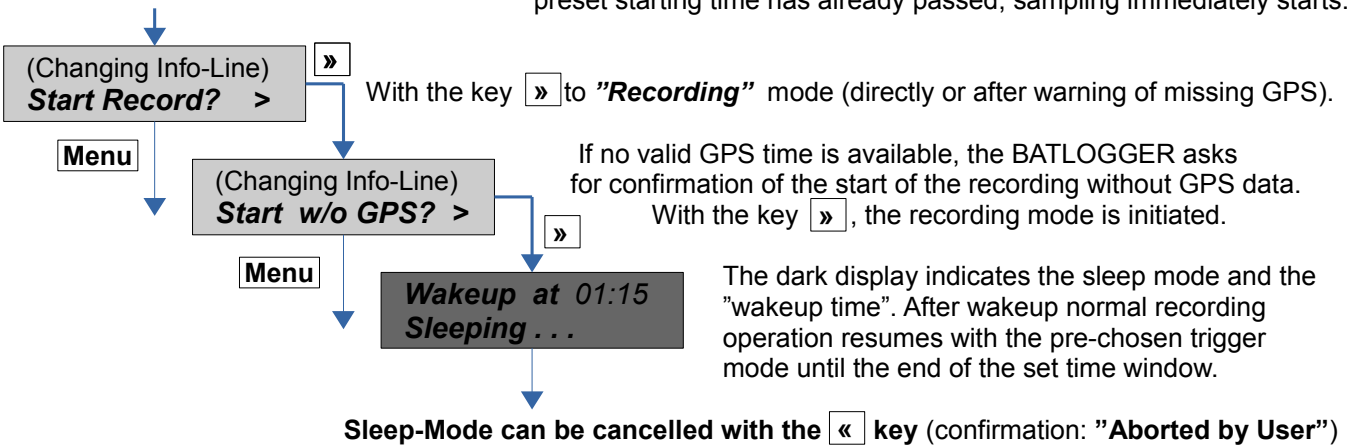 preset starting time has already passed, sampling immediately starts.
(Changing Info-Line)
Start Record? >
»
With the key » to ”Recording” mode (directly or after warning of missing GPS).
Menu
If no valid GPS time is available, the BATLOGGER asks
for confirmation of the start of the recording without GPS data.
With the key », the recording mode is initiated.
(Changing Info-Line)
Start w/o GPS? >
»
Menu
The dark display indicates the sleep mode and the
”wakeup time”. After wakeup normal recording
operation resumes with the pre-chosen trigger
mode until the end of the set time window.
Wakeup at 01:15
Sleeping . . .
Sleep-Mode can be cancelled with the « key (confirmation: ”Aborted by User”)